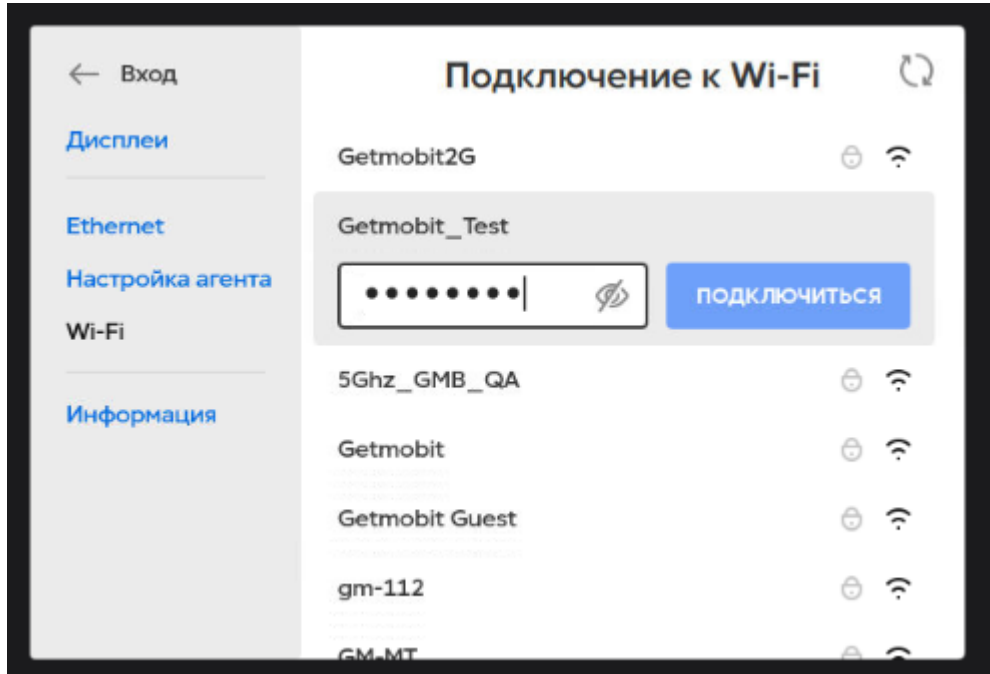 Вход
Дисплеи
Ethernet
Настройка агента
Wi-Fi
Информация
Подключение к Wi-Fi
Getmobit2G
Getmobit_Test
ПОДКЛЮЧИТЬСЯ
5Ghz_GMB_QA
Getmobit
Getmobit Guest
gm-112
GM-MT